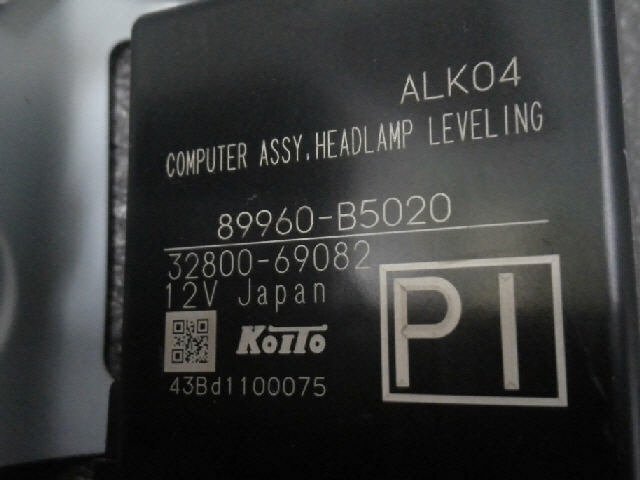 ALK04
COMPUTER ASSY,HEADLAMP LEVELING
89960-B5020
32800-69082
12V Japan
PI
KoiTo
43Bd1100075